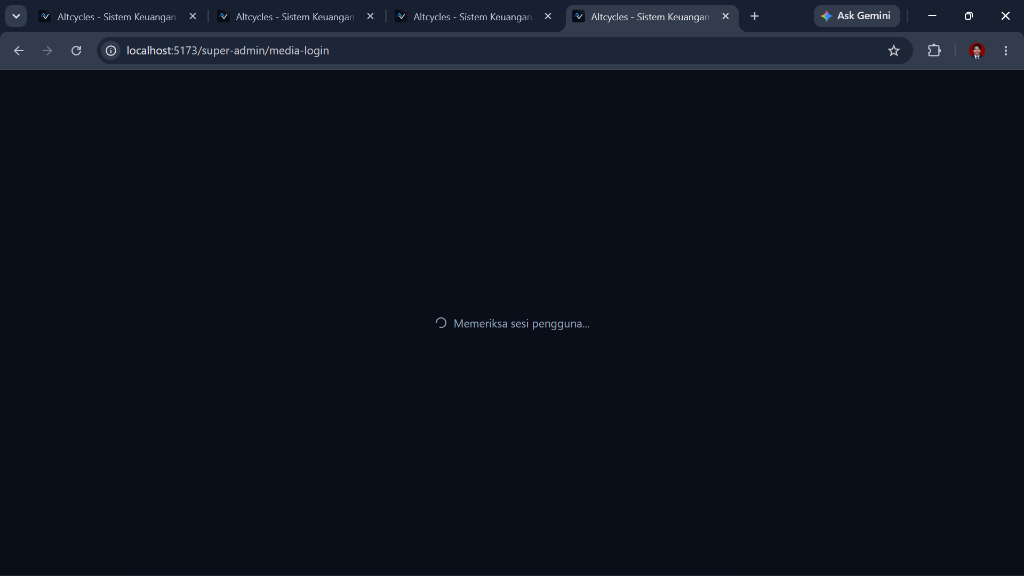 Altcycles - Sistem Keuangan
Altcycles - Sistem Keuangan
Altcycles - Sistem Keuangan
Altcycles - Sistem Keuangan
Ask Gemini
localhost:5173/super-admin/media-login
Memeriksa sesi pengguna...